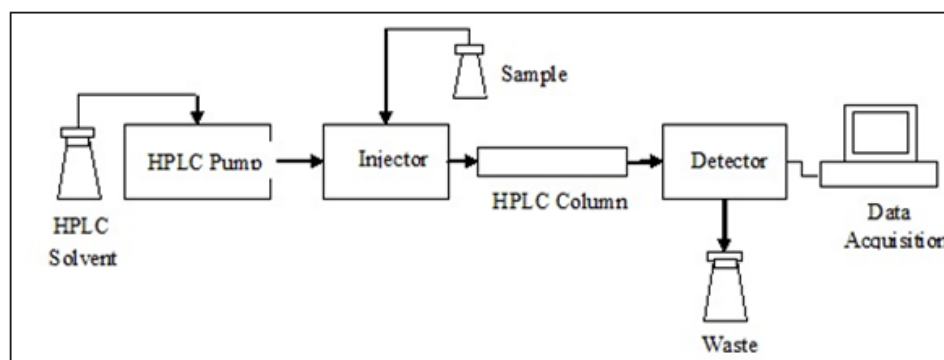 Sample
HPLC Pump
Injector
Detector
HPLC Column
HPLC
Solvent
Data
Acquisition
Waste